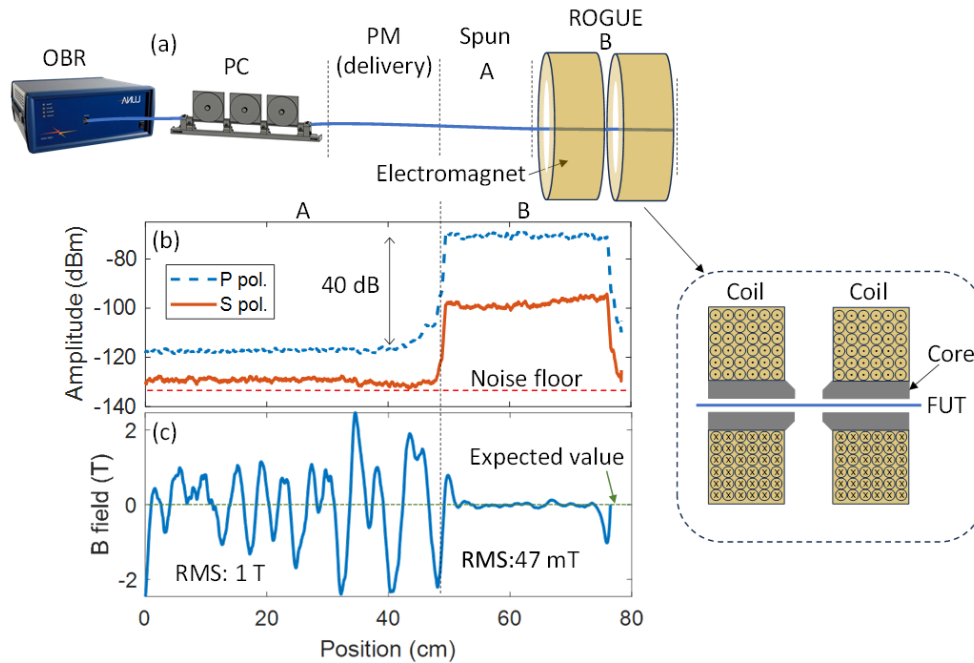 (a)
OBR
PC
PM
(delivery)
Spun
A
ROGUE
B
Electromagnet
A
B
(b)
P pol.
S pol.
40 dB
Noise floor
Amplitude (dBm)
-80
-100
-120
-140
(c)
Expected value
RMS: 1 T
RMS:47 mT
B field (T)
2
0
-2
0
20
40
60
80
Position (cm)
Coil
Coil
Core
FUT